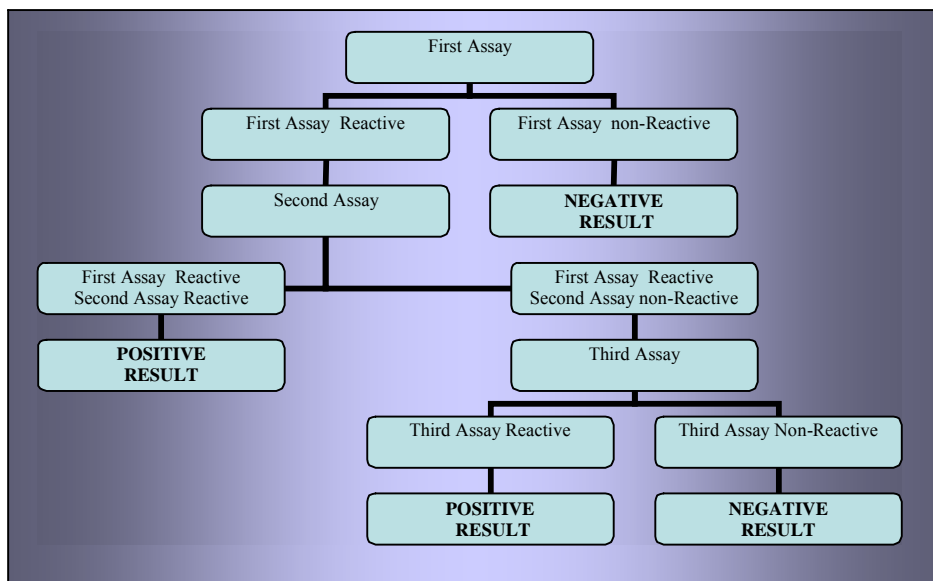 First Assay
First Assay Reactive
First Assay non-Reactive
Second Assay
NEGATIVE
RESULT
First Assay Reactive
Second Assay Reactive
First Assay Reactive
Second Assay non-Reactive
POSITIVE
RESULT
Third Assay
Third Assay Reactive
Third Assay Non-Reactive
POSITIVE
RESULT
NEGATIVE
RESULT